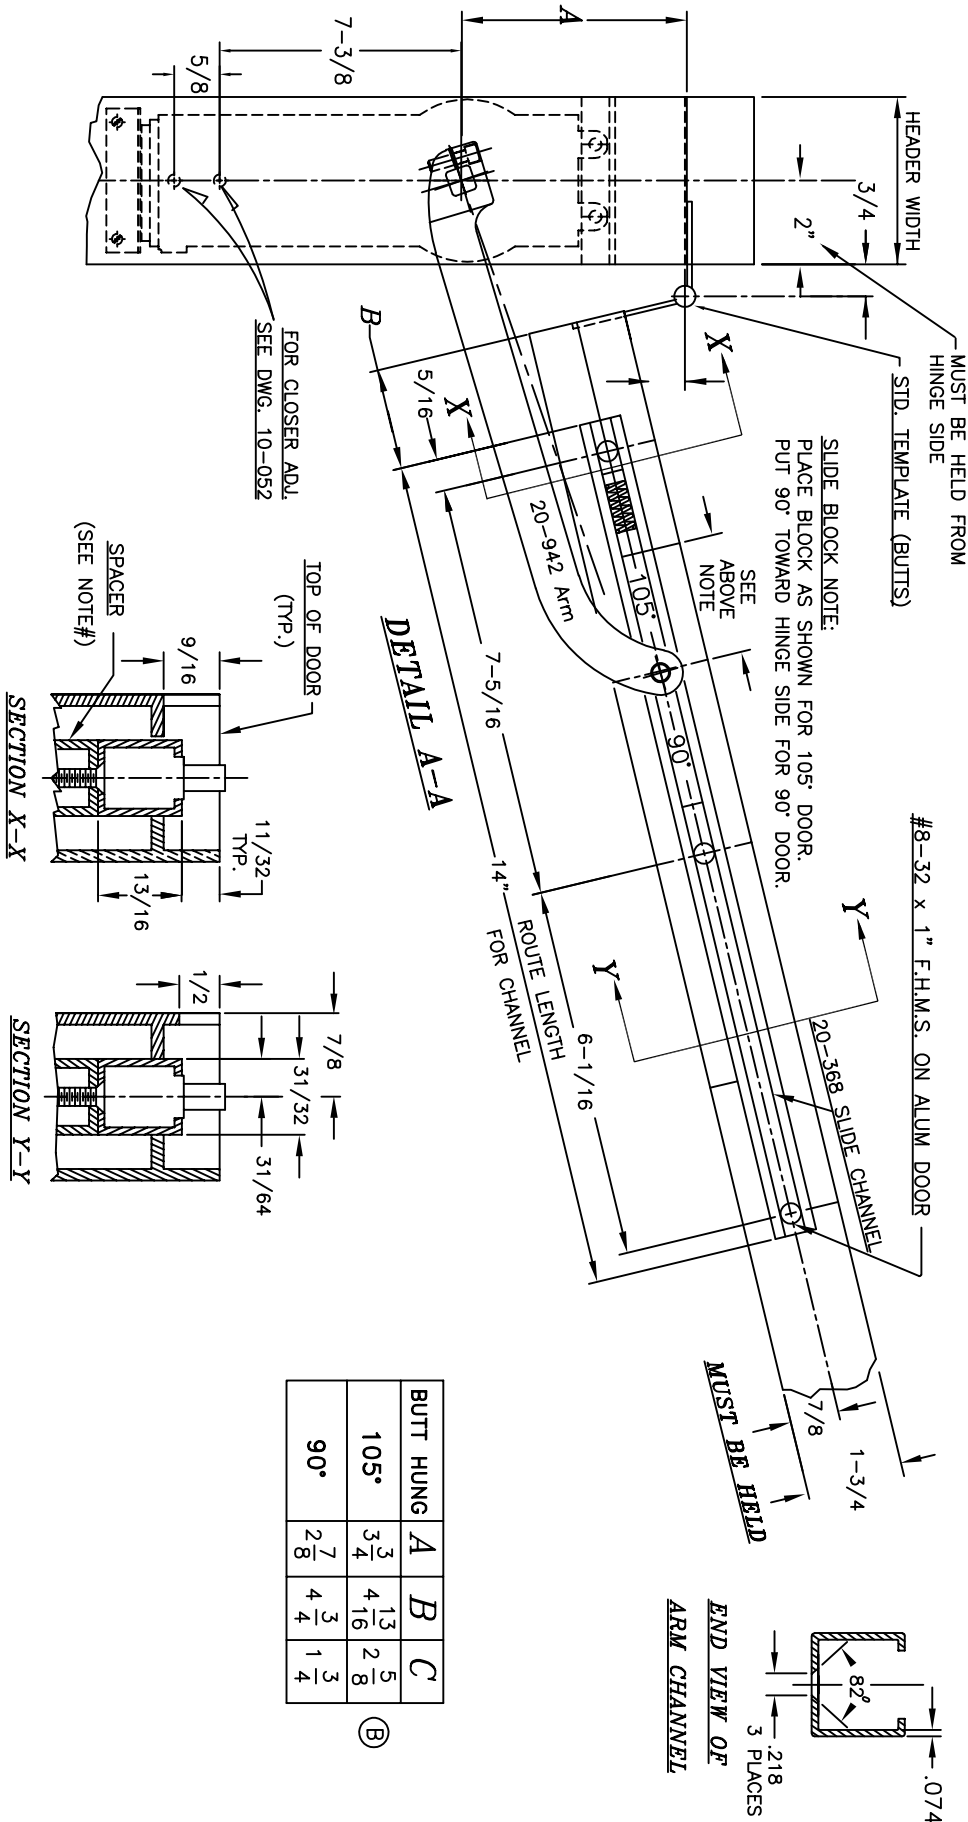 MUST BE HELD FROM
HINGE SIDE
STD. TEMPLATE (BUTTS)
HEADER WIDTH
3/4
2"
A
7-3/8
5/8
SLIDE BLOCK NOTE:
PLACE BLOCK AS SHOWN FOR 105° DOOR.
PUT 90° TOWARD HINGE SIDE FOR 90° DOOR.
#8-32 x 1" F.H.M.S. ON ALUM DOOR
SEE
ABOVE
NOTE
X
X
Y
Y
B
5/16
20-942 Arm
105°
90°
20-368 SLIDE CHANNEL
7-5/16
6-1/16
14"
ROUTE LENGTH
FOR CHANNEL
7/8
1-3/4
MUST BE HELD
FOR CLOSER ADJ.
SEE DWG. 10-052
DETAIL A-A
TOP OF DOOR
(TYP.)
SPACER
(SEE NOTE#)
9/16
11/32
TYP.
13/16
SECTION X-X
7/8
31/32
31/64
1/2
SECTION Y-Y
82°
.074
.218
3 PLACES
END VIEW OF
ARM CHANNEL
BUTT HUNG A B C
105° 3 3/4 4 13/16 2 5/8
90° 2 7/8 4 3/4 1 3/4
B